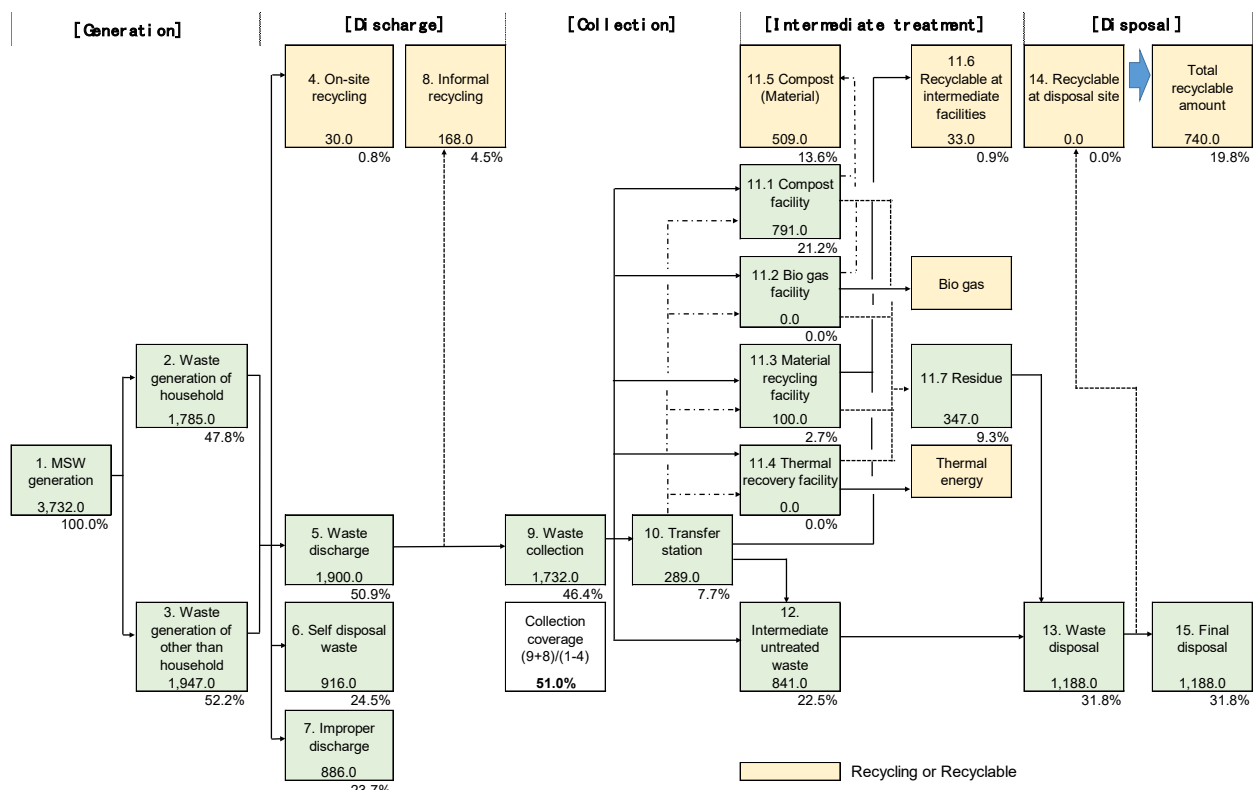 [Generation]
[Discharge]
[Collection]
[Intermediate treatment]
[Disposal]
4. On-site
recycling
30.0
0.8%
8. Informal
recycling
168.0
4.5%
11.5 Compost
(Material)
509.0
13.6%
11.6
Recyclable at
intermediate
facilities
33.0
0.9%
14. Recyclable
at disposal site
0.0
0.0%
Total
recyclable
amount
740.0
19.8%
11.1 Compost
facility
791.0
21.2%
11.2 Bio gas
facility
0.0
0.0%
Bio gas
2. Waste
generation of
household
1,785.0
47.8%
11.3 Material
recycling
facility
100.0
2.7%
11.7 Residue
347.0
9.3%
1. MSW
generation
3,732.0
100.0%
11.4 Thermal
recovery facility
0.0
0.0%
Thermal
energy
5. Waste
discharge
1,900.0
50.9%
9. Waste
collection
1,732.0
46.4%
10. Transfer
station
289.0
7.7%
3. Waste
generation of
other than
household
1,947.0
52.2%
6. Self disposal
waste
916.0
24.5%
Collection
coverage
(9+8)/(1-4)
51.0%
12.
Intermediate
untreated
waste
841.0
22.5%
13. Waste
disposal
1,188.0
31.8%
15. Final
disposal
1,188.0
31.8%
7. Improper
discharge
886.0
23.7%
Recycling or Recyclable